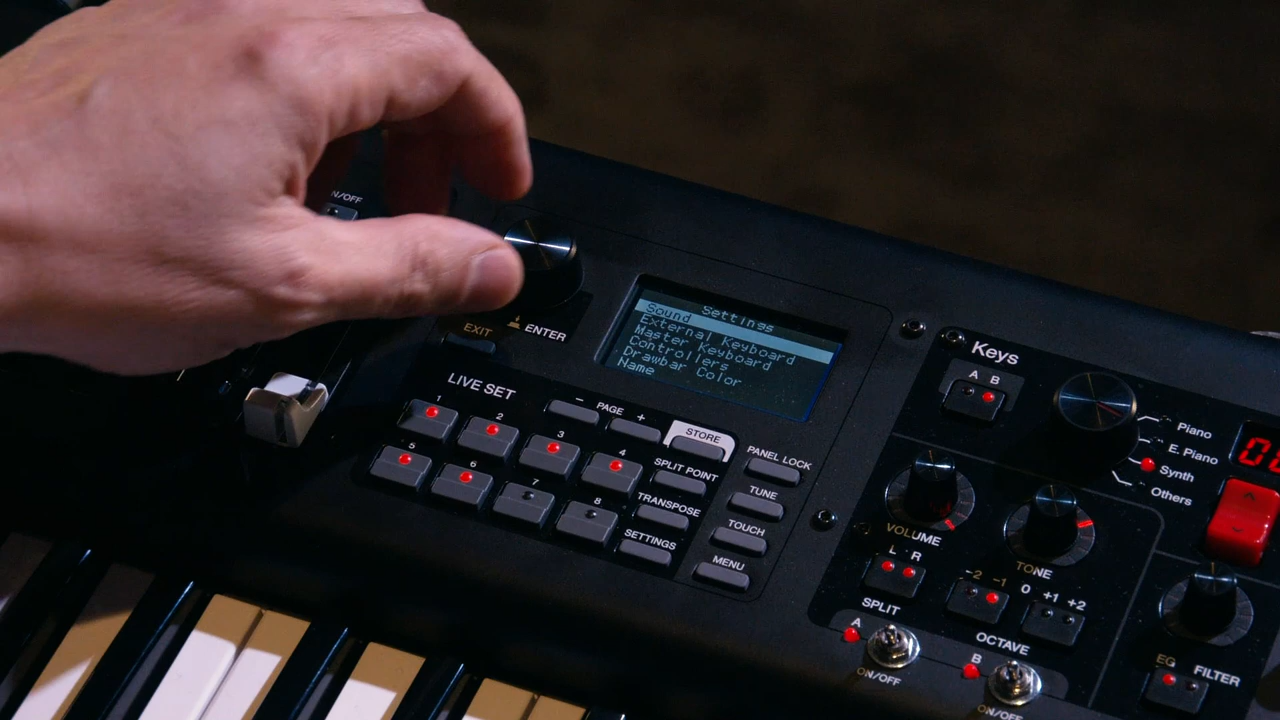 N/OFF
EXIT
ENTER
Sound Settings
External Keyboard
Master Keyboard
Controllers
Drawbar Color
Name
LIVE SET
1
2
3
4
5
6
7
8
− PAGE +
STORE
SPLIT POINT
TRANSPOSE
SETTINGS
PANEL LOCK
TUNE
TOUCH
MENU
Keys
A B
Piano
E. Piano
Synth
Others
VOLUME
TONE
L R
−2 −1 0 +1 +2
SPLIT
OCTAVE
A
ON/OFF
B
ON/OFF
EG
FILTER